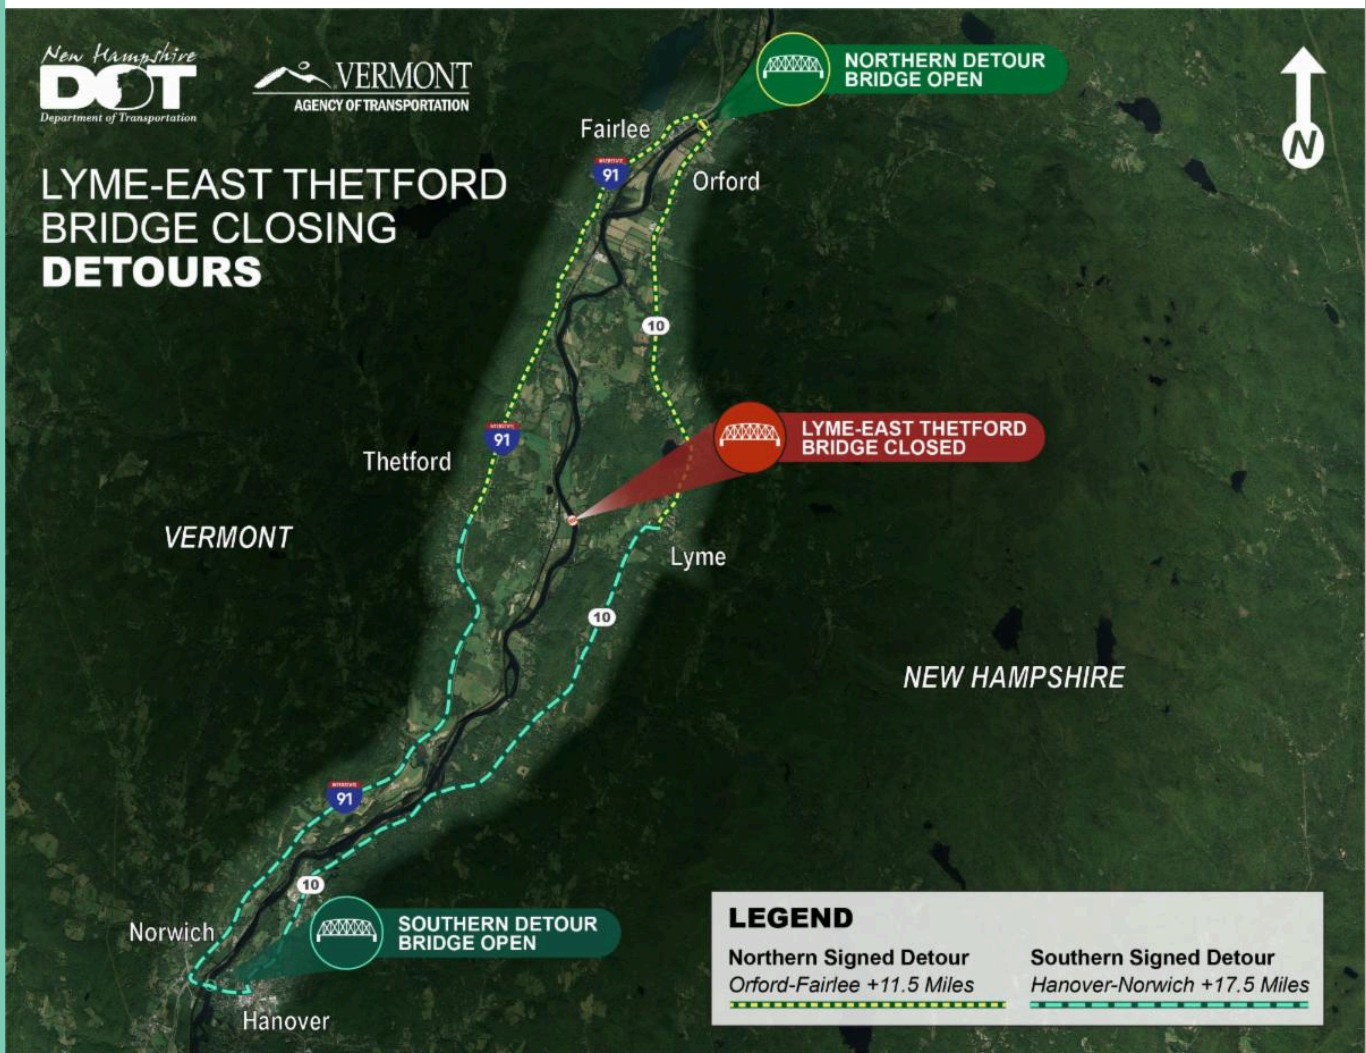 New Hampshire
DOT
Department of Transportation
VERMONT
AGENCY OF TRANSPORTATION
LYME-EAST THETFORD
BRIDGE CLOSING
DETOURS
NORTHERN DETOUR
BRIDGE OPEN
N
Fairlee
INTERSTATE
91
Orford
10
LYME-EAST THETFORD
BRIDGE CLOSED
INTERSTATE
91
Thetford
VERMONT
Lyme
10
NEW HAMPSHIRE
INTERSTATE
91
10
Norwich
SOUTHERN DETOUR
BRIDGE OPEN
Hanover
LEGEND
Northern Signed Detour
Orford-Fairlee +11.5 Miles
Southern Signed Detour
Hanover-Norwich +17.5 Miles